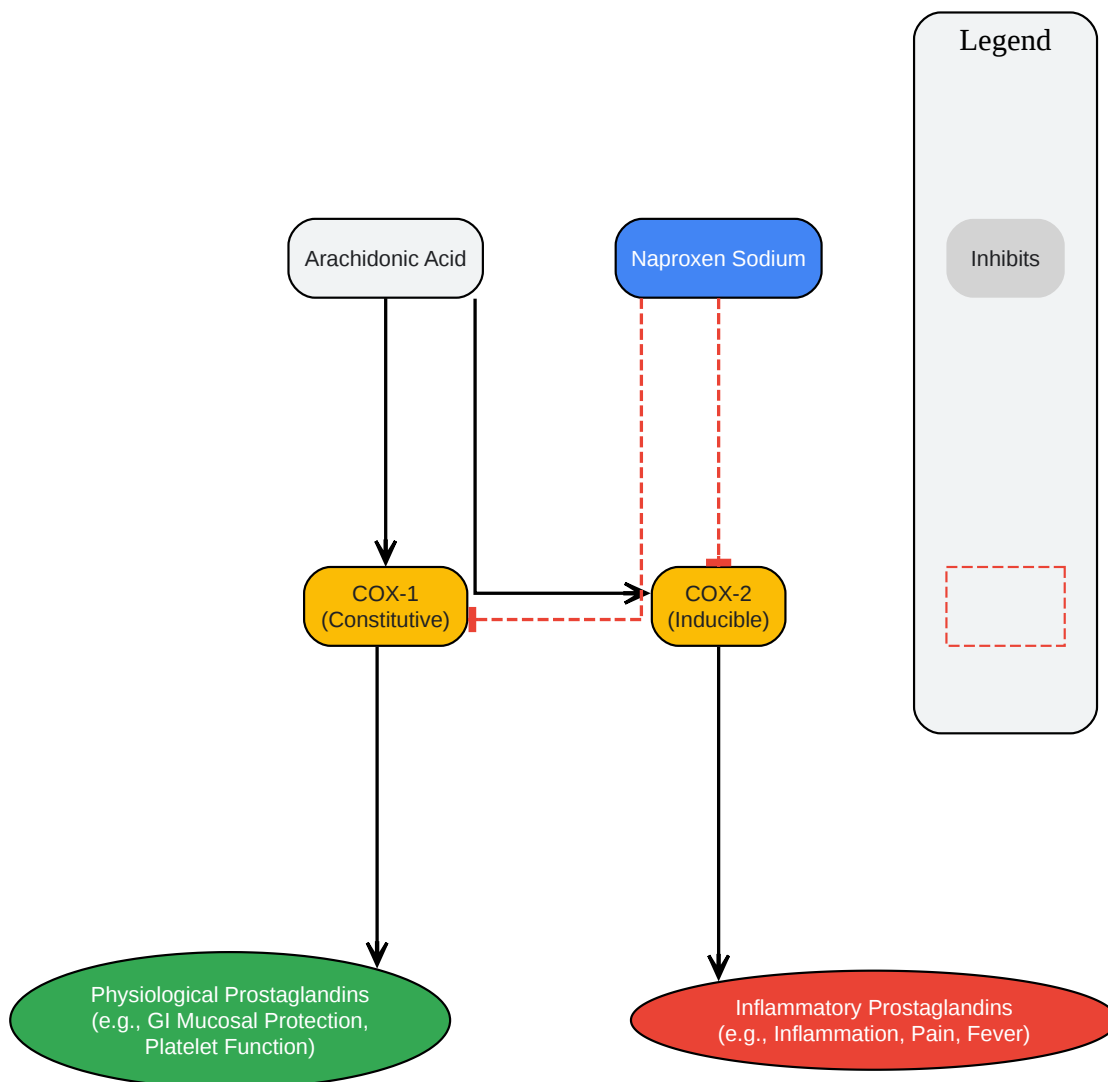 Legend
Arachidonic Acid
Naproxen Sodium
Inhibits
COX-1
(Constitutive)
COX-2
(Inducible)
Physiological Prostaglandins
(e.g., GI Mucosal Protection,
Platelet Function)
Inflammatory Prostaglandins
(e.g., Inflammation, Pain, Fever)